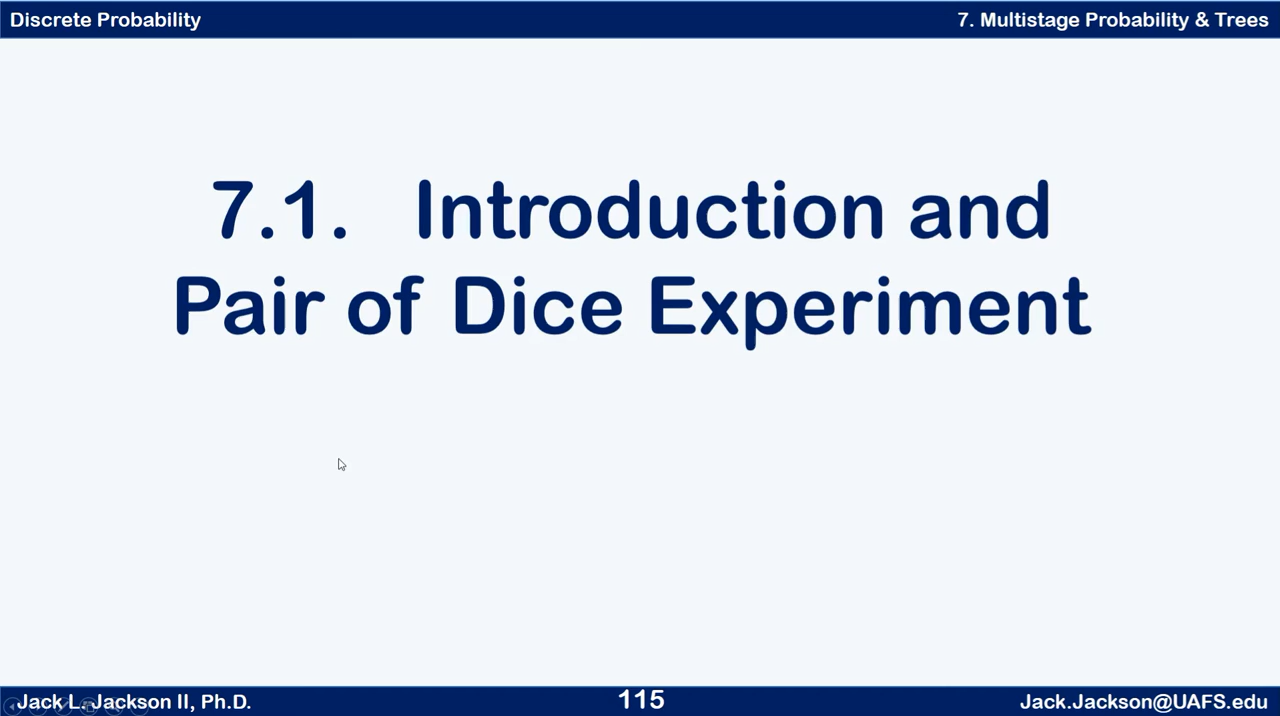 Discrete Probability
7. Multistage Probability & Trees
7.1. Introduction and
Pair of Dice Experiment
Jack L. Jackson II, Ph.D.
115
Jack.Jackson@UAFS.edu